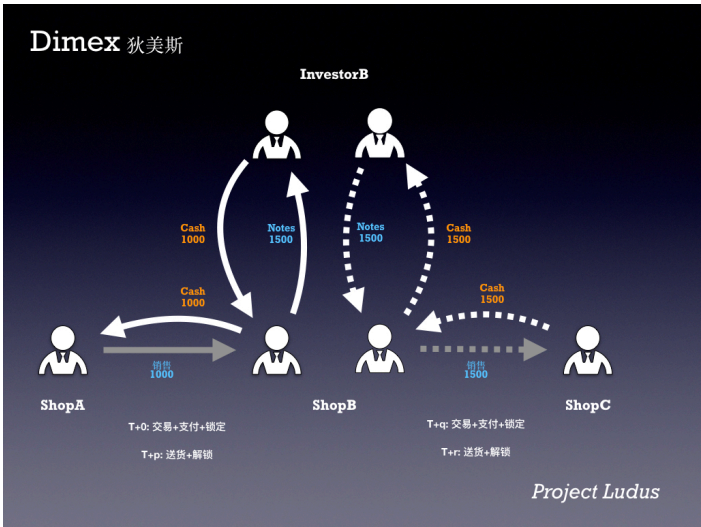 Dimex 狄美斯
InvestorB
Cash
1000
Notes
1500
Notes
1500
Cash
1500
Cash
1000
Cash
1500
销售
1000
销售
1500
ShopA
ShopB
ShopC
T+0: 交易+支付+锁定
T+p: 送货+解锁
T+q: 交易+支付+锁定
T+r: 送货+解锁
Project Ludus